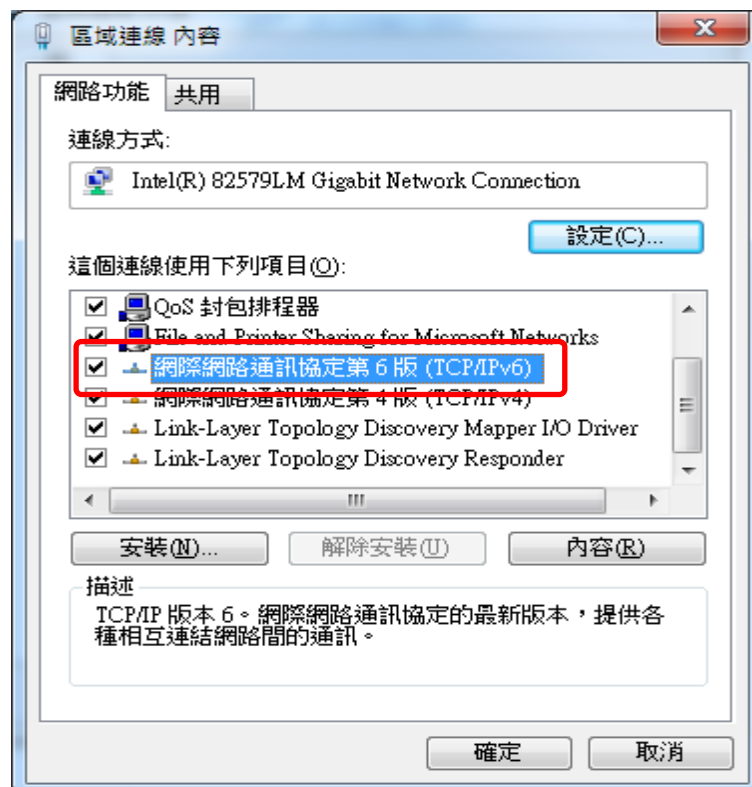 區域連線 內容
網路功能 共用
連線方式:
Intel(R) 82579LM Gigabit Network Connection
設定(C)...
這個連線使用下列項目(O):
QoS 封包排程器
File and Printer Sharing for Microsoft Networks
網際網路通訊協定第 6 版 (TCP/IPv6)
網際網路通訊協定第 4 版 (TCP/IPv4)
Link-Layer Topology Discovery Mapper I/O Driver
Link-Layer Topology Discovery Responder
安裝(N)... 解除安裝(U) 內容(R)
描述
TCP/IP 版本 6。網際網路通訊協定的最新版本，提供各
種相互連結網路間的通訊。
確定 取消